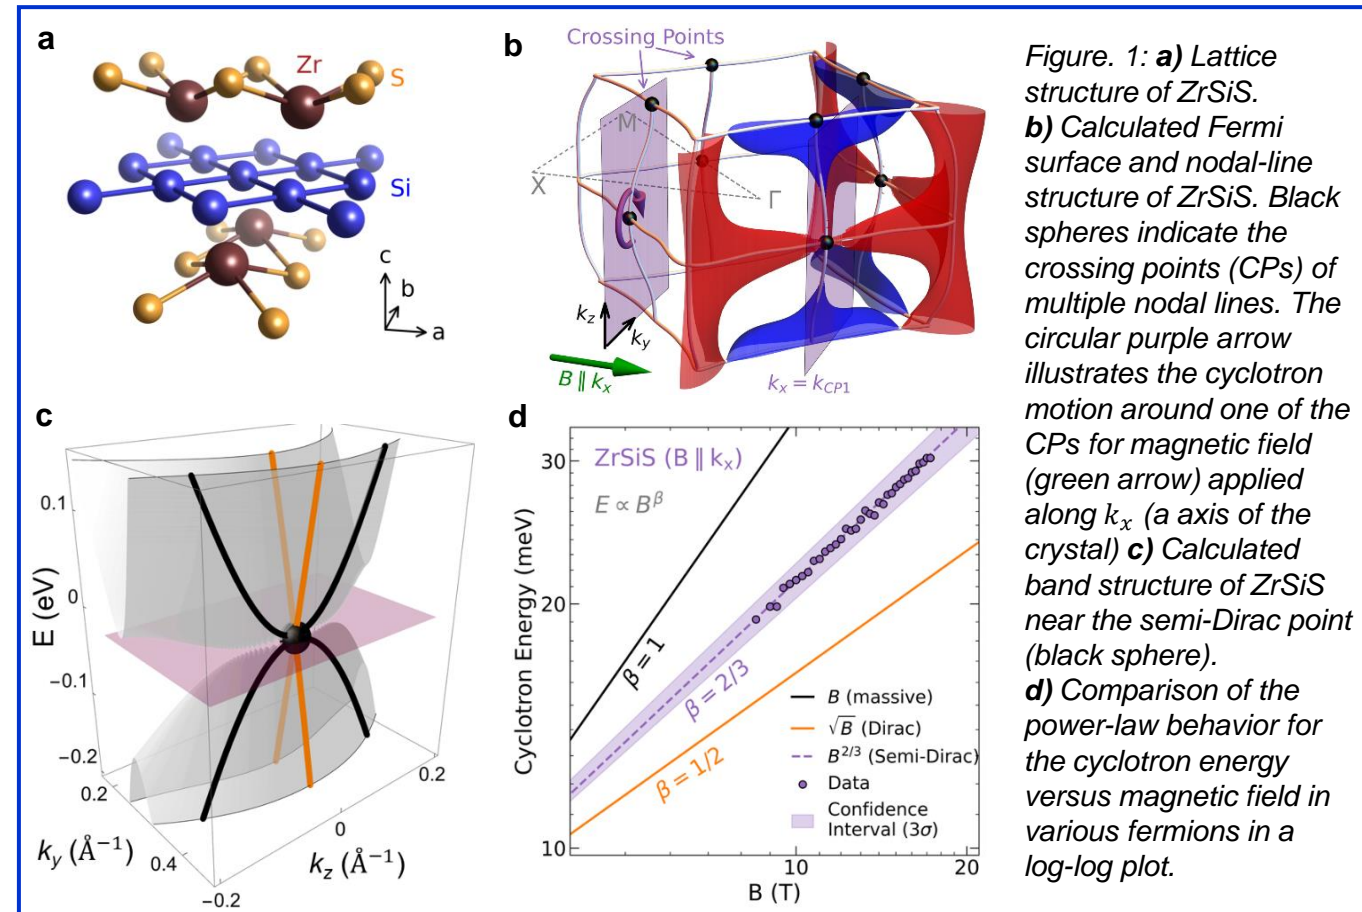 a
Zr
S
Si
c
b
a
b
Crossing Points
M
X
Γ
k_z
k_y
B ∥ k_x
k_x = k_CP1
c
0.1
0
−0.1
−0.2
E (eV)
0.2
0.4
k_y (Å⁻¹)
−0.2
0
0.2
k_z (Å⁻¹)
d
ZrSiS (B ∥ k_x)
E ∝ B^β
30
20
10
Cyclotron Energy (meV)
β = 1
β = 2/3
β = 1/2
B (massive)
√B (Dirac)
B^2/3 (Semi-Dirac)
Data
Confidence
Interval (3σ)
10
20
B (T)
Figure. 1: a) Lattice
structure of ZrSiS.
b) Calculated Fermi
surface and nodal-line
structure of ZrSiS. Black
spheres indicate the
crossing points (CPs) of
multiple nodal lines. The
circular purple arrow
illustrates the cyclotron
motion around one of the
CPs for magnetic field
(green arrow) applied
along k_x (a axis of the
crystal) c) Calculated
band structure of ZrSiS
near the semi-Dirac point
(black sphere).
d) Comparison of the
power-law behavior for
the cyclotron energy
versus magnetic field in
various fermions in a
log-log plot.